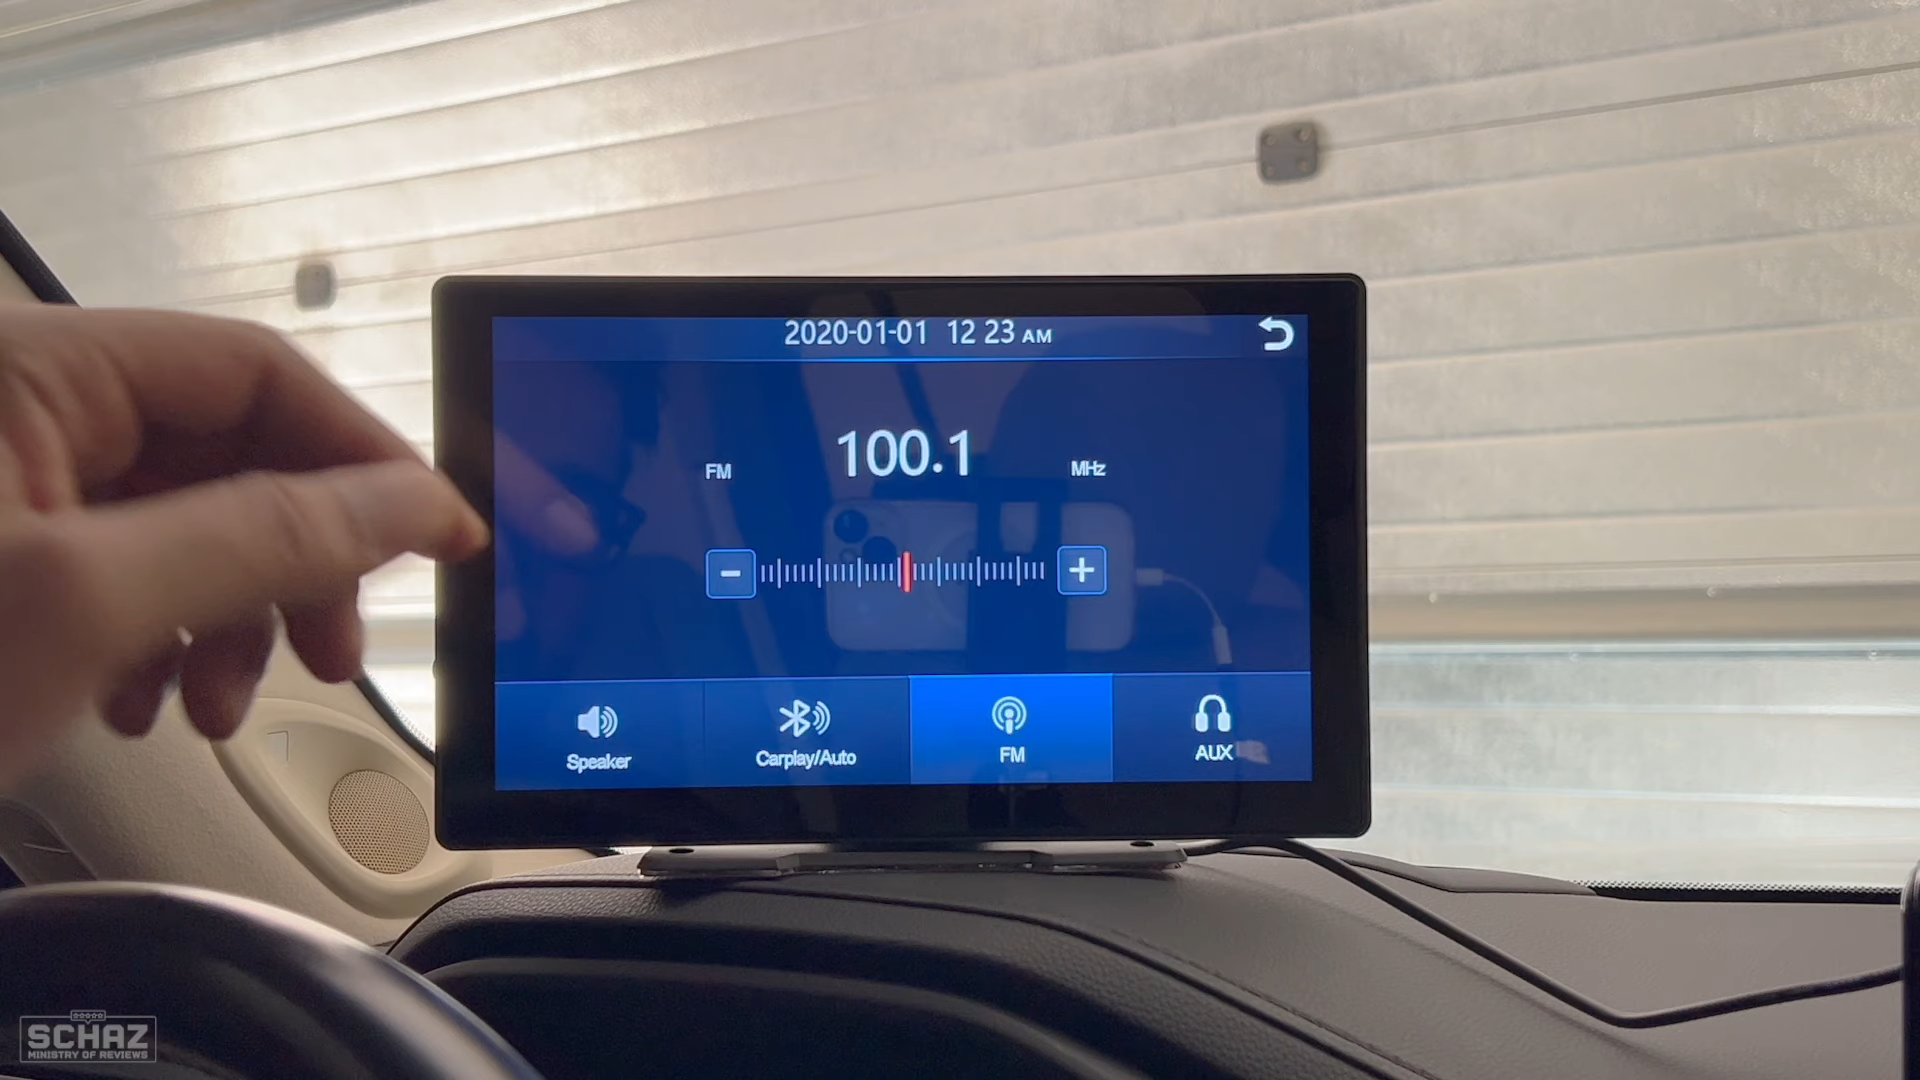 2020-01-01 12 23 AM
FM 100.1 MHz
− +
Speaker Carplay/Auto FM AUX
SCHAZ
MINISTRY OF REVIEWS